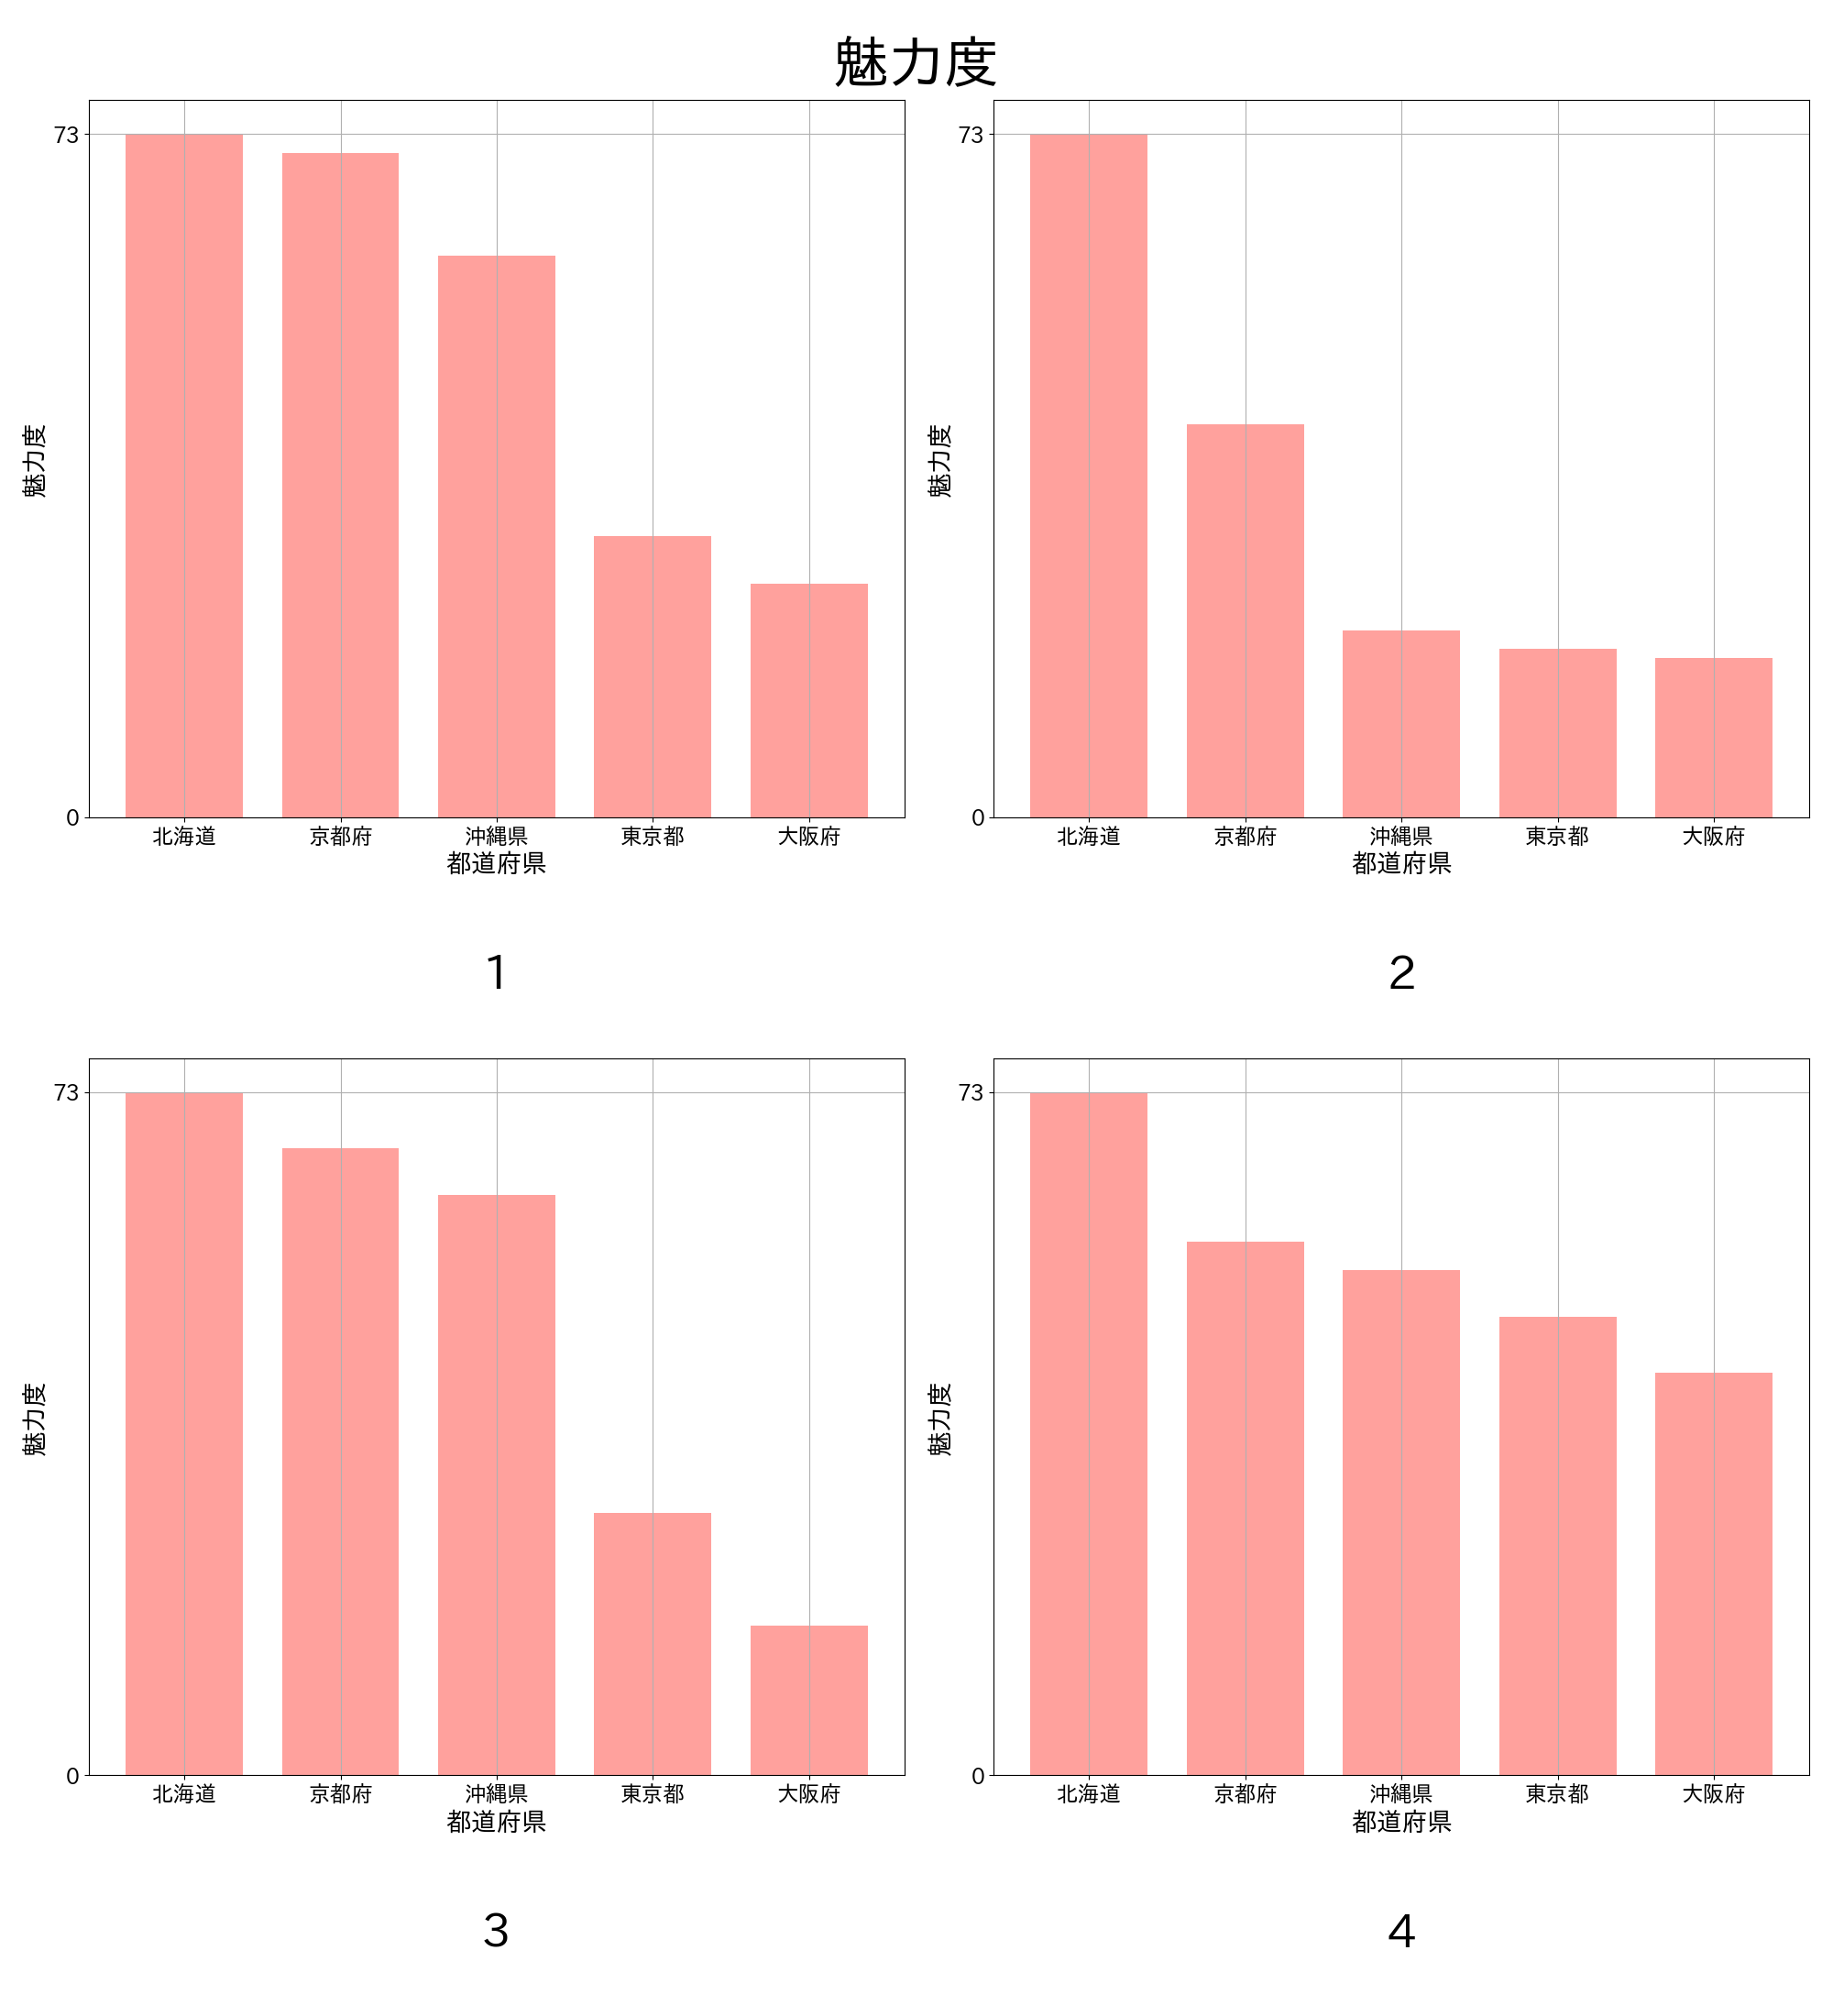 魅力度
73
0
魅力度
北海道 京都府 沖縄県 東京都 大阪府
都道府県
1
73
0
魅力度
北海道 京都府 沖縄県 東京都 大阪府
都道府県
2
73
0
魅力度
北海道 京都府 沖縄県 東京都 大阪府
都道府県
3
73
0
魅力度
北海道 京都府 沖縄県 東京都 大阪府
都道府県
4